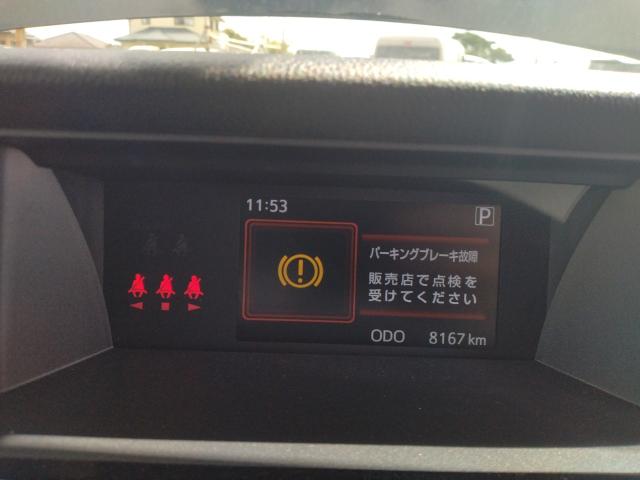 11:53
P
パーキングブレーキ故障
販売店で点検を
受けてください
ODO 8167 km